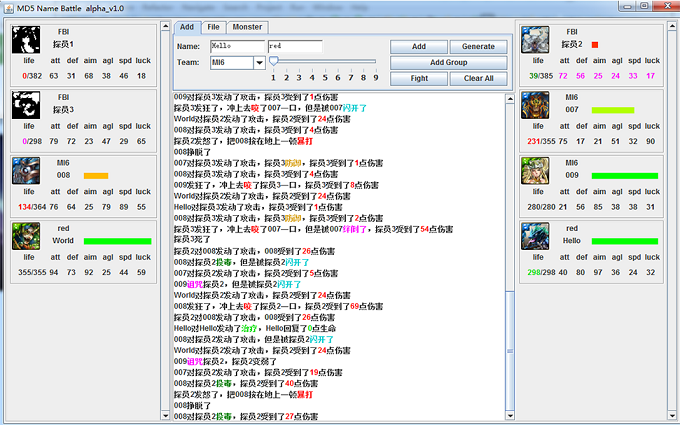 MD5 Name Battle alpha_v1.0
Add File Monster
Name: Hello red
Team: MI6
1 2 3 4 5 6 7 8 9
Add Generate
Add Group
Fight Clear All
FBI
探员1
life att def aim agl spd luck
0/382 63 31 68 38 46 18
FBI
探员3
life att def aim agl spd luck
0/298 79 72 23 47 29 65
MI6
008
life att def aim agl spd luck
134/364 76 64 25 79 89 55
red
World
life att def aim agl spd luck
355/355 94 73 92 25 44 59
009对探员3发动了攻击，探员3受到了1点伤害
探员3发狂了，冲上去咬了007一口，但是被007闪开了
World对探员2发动了攻击，探员2受到了24点伤害
008对探员3发动了攻击，探员3受到了4点伤害
探员2发怒了，把008按在地上一顿暴打
008挣脱了
007对探员3发动了攻击，探员3防御，探员3受到了1点伤害
008对探员3发动了攻击，探员3受到了4点伤害
009发狂了，冲上去咬了探员3一口，探员3受到了8点伤害
World对探员2发动了攻击，探员2受到了24点伤害
Hello对探员3发动了攻击，探员3受到了1点伤害
008对探员3发动了攻击，探员3防御，探员3受到了2点伤害
探员3发狂了，冲上去咬了007一口，但是被007绊倒了，探员3受到了54点伤害
探员3死了
探员2对008发动了攻击，008受到了26点伤害
008对探员2投毒，但是被探员2闪开了
007对探员2发动了攻击，探员2受到了5点伤害
009诅咒探员2，但是被探员2闪开了
World对探员2发动了攻击，探员2受到了24点伤害
008发狂了，冲上去咬了探员2一口，探员2受到了69点伤害
探员2对008发动了攻击，008受到了26点伤害
Hello对Hello发动了治疗，Hello回复了0点生命
008对探员2发动了攻击，但是被探员2闪开了
World对探员2发动了攻击，探员2受到了24点伤害
009诅咒探员2，探员2变弱了
007对探员2发动了攻击，探员2受到了19点伤害
008对探员2投毒，探员2受到了40点伤害
探员2发怒了，把008按在地上一顿暴打
008挣脱了
008对探员2投毒，探员2受到了27点伤害
FBI
探员2
life att def aim agl spd luck
39/385 72 56 25 24 33 17
MI6
007
life att def aim agl spd luck
231/355 75 17 21 51 32 90
MI6
009
life att def aim agl spd luck
280/280 21 56 85 38 38 31
red
Hello
life att def aim agl spd luck
298/298 40 80 97 36 24 32